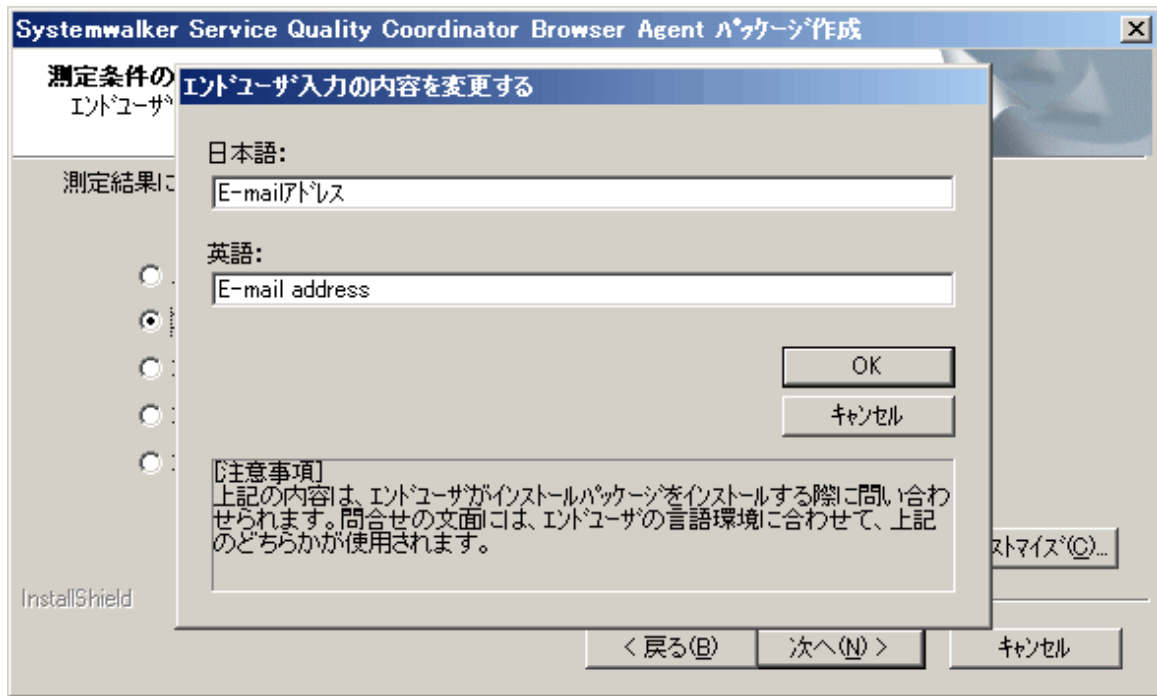 Systemwalker Service Quality Coordinator Browser Agent ﾊﾟｯｹｰｼﾞ作成
測定条件の
ｴﾝﾄﾞﾕｰｻﾞ
測定結果に
ｴﾝﾄﾞﾕｰｻﾞ入力の内容を変更する
日本語:
E-mailｱﾄﾞﾚｽ
英語:
E-mail address
OK
ｷｬﾝｾﾙ
[注意事項]
上記の内容は、ｴﾝﾄﾞﾕｰｻﾞがｲﾝｽﾄｰﾙﾊﾟｯｹｰｼﾞをｲﾝｽﾄｰﾙする際に問い合わ
せられます。問合せの文面には、ｴﾝﾄﾞﾕｰｻﾞの言語環境に合わせて、上記
のどちらかが使用されます。
ｽﾄﾏｲｽﾞ(C)...
InstallShield
< 戻る(B)
次へ(N) >
ｷｬﾝｾﾙ